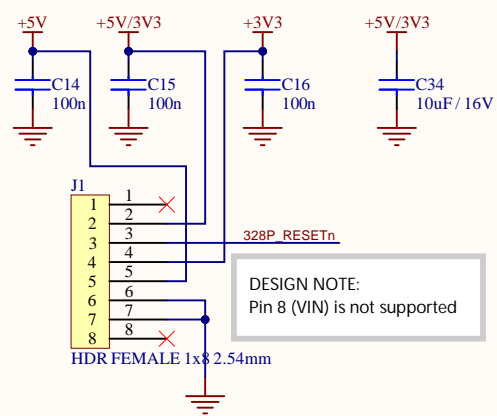 +5V
+5V/3V3
+3V3
+5V/3V3
C14
100n
C15
100n
C16
100n
C34
10uF / 16V
J1
1 1
2 2
3 3
4 4
5 5
6 6
7 7
8 8
328P_RESETn
HDR FEMALE 1x8 2.54mm
DESIGN NOTE:
Pin 8 (VIN) is not supported